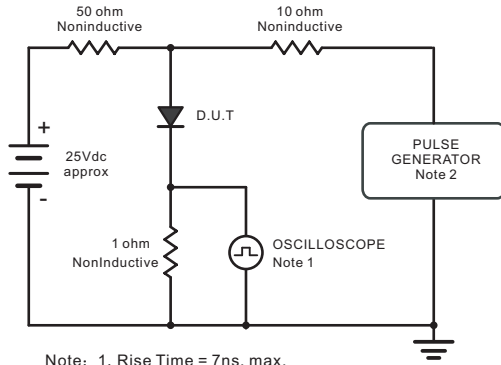 50 ohm
Noninductive
10 ohm
Noninductive
D.U.T
+
25Vdc
approx
-
PULSE
GENERATOR
Note 2
1 ohm
NonInductive
OSCILLOSCOPE
Note 1
Note: 1. Rise Time = 7ns, max.